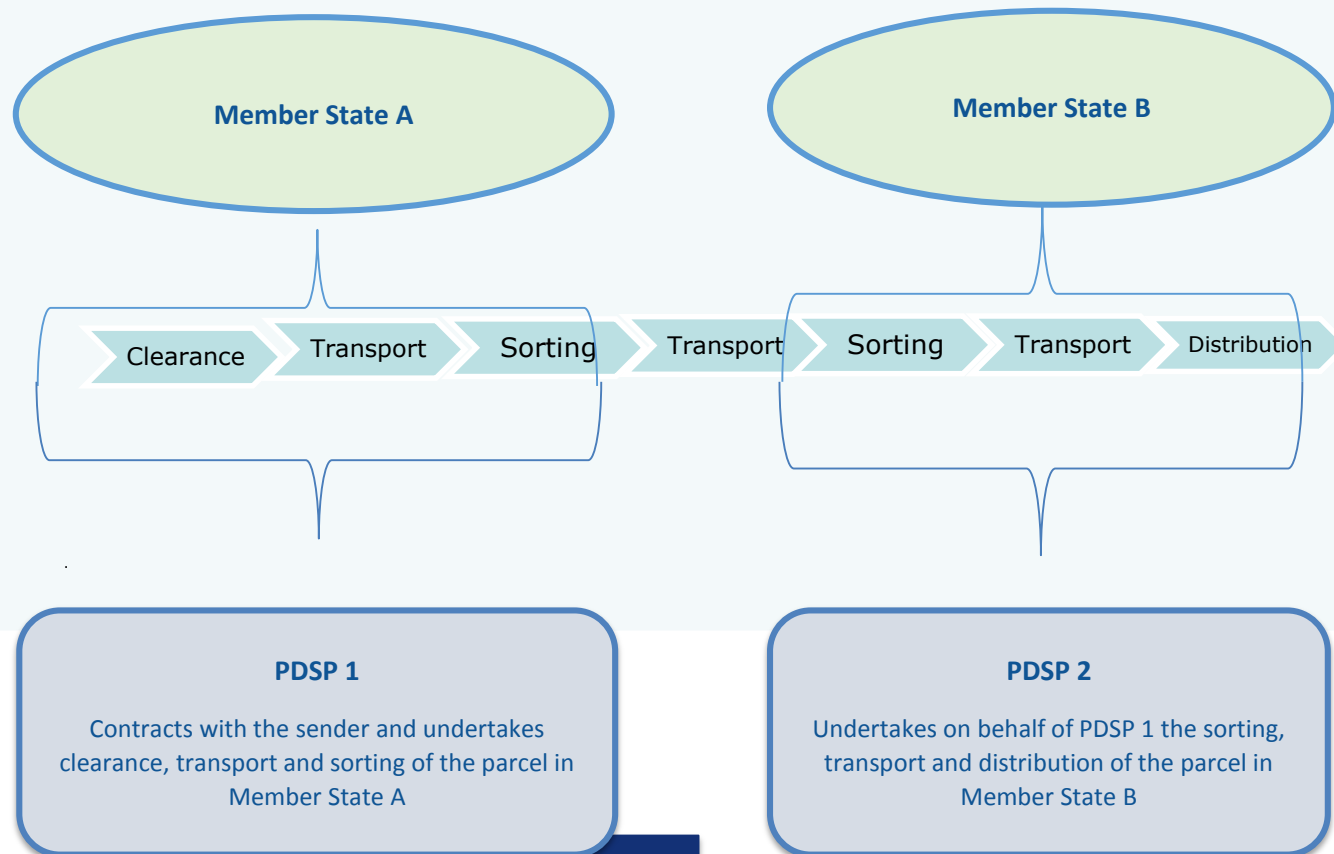 Member State A
Member State B
Clearance
Transport
Sorting
Transport
Sorting
Transport
Distribution
.
PDSP 1
Contracts with the sender and undertakes
clearance, transport and sorting of the parcel in
Member State A
PDSP 2
Undertakes on behalf of PDSP 1 the sorting,
transport and distribution of the parcel in
Member State B